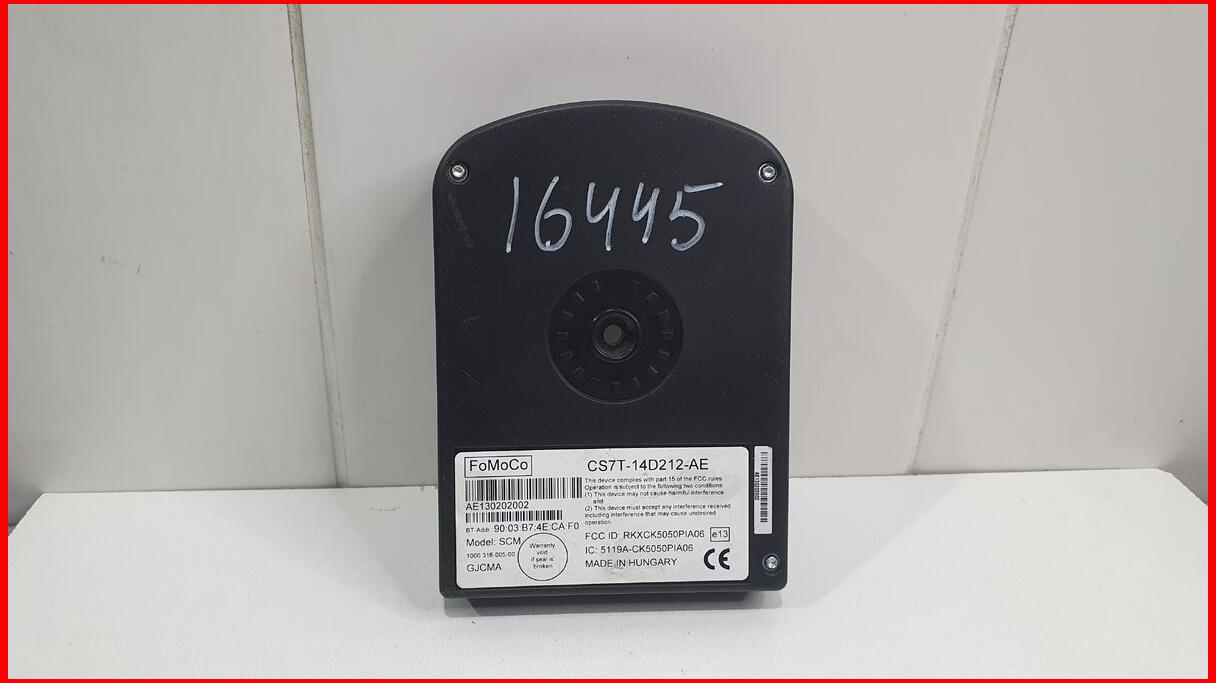 16445
FoMoCo
CS7T-14D212-AE
This device complies with part 15 of the FCC rules
Operation is subject to the following two conditions
(1) This device may not cause harmful interference
and
(2) This device must accept any interference received
including interference that may cause undesired
operation.
AE130202002
BT-Addr. 90:03:B7:4E:CA:F0
Model: SCM
1000 316-005-00
GJCMA
Warranty
void
if seal is
broken
FCC ID: RKXCK5050PIA06
e13
IC: 5119A-CK5050PIA06
MADE IN HUNGARY
CE
AE130202002